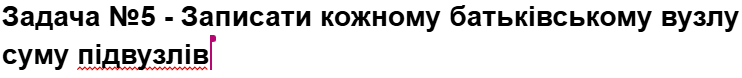 Задача №5 - Записати кожному батьківському вузлу
суму підвузлів